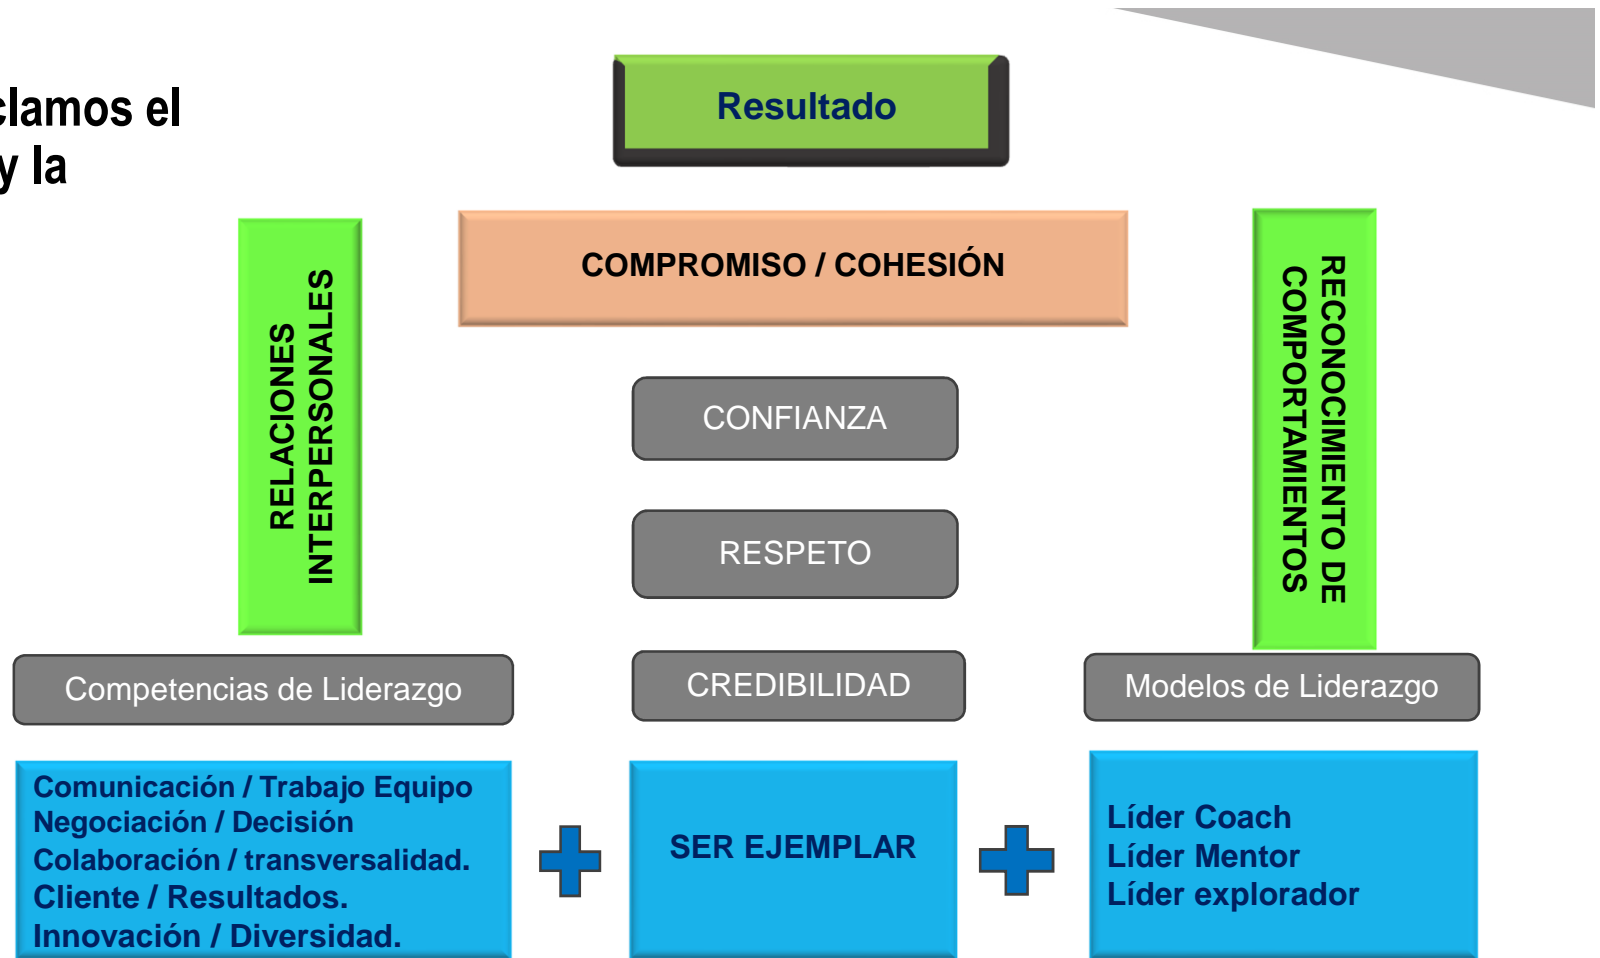 clamos el
y la
Resultado
COMPROMISO / COHESIÓN
RELACIONES
INTERPERSONALES
RECONOCIMIENTO DE
COMPORTAMIENTOS
CONFIANZA
RESPETO
Competencias de Liderazgo
CREDIBILIDAD
Modelos de Liderazgo
Comunicación / Trabajo Equipo
Negociación / Decisión
Colaboración / transversalidad.
Cliente / Resultados.
Innovación / Diversidad.
SER EJEMPLAR
Líder Coach
Líder Mentor
Líder explorador